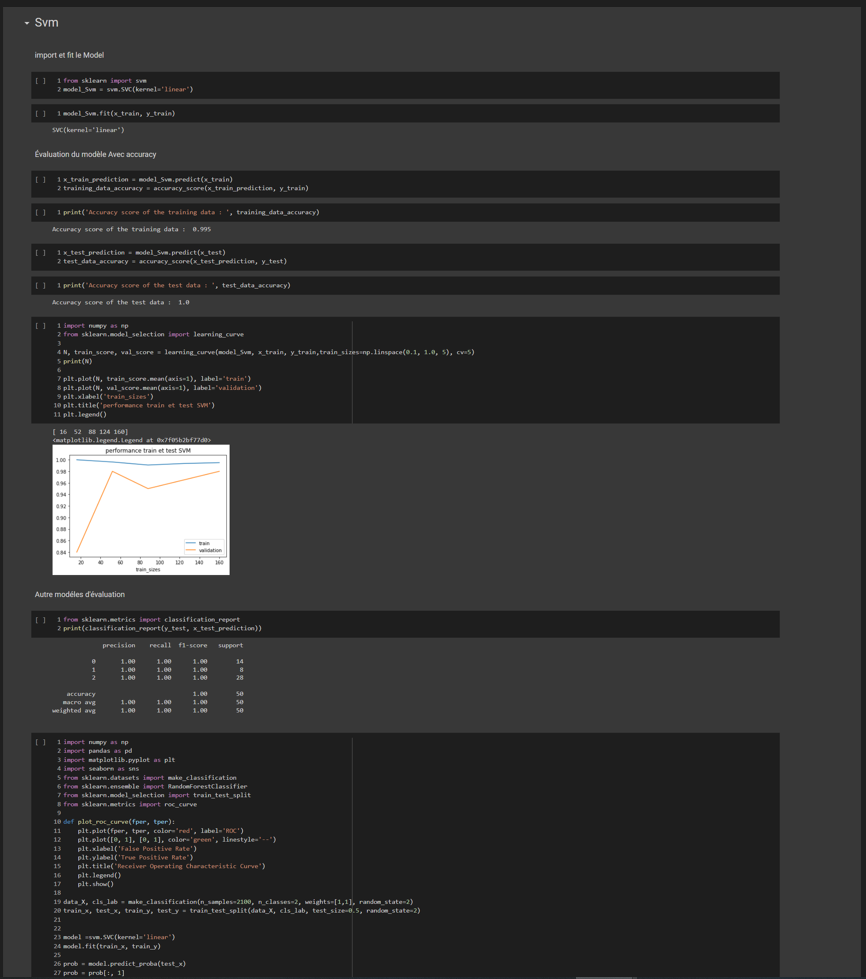 Svm
import et fit le Model
[ ] 1 from sklearn import svm
2 model_Svm = svm.SVC(kernel='linear')
[ ] 1 model_Svm.fit(x_train, y_train)
SVC(kernel='linear')
Évaluation du modèle Avec accuracy
[ ] 1 x_train_prediction = model_Svm.predict(x_train)
2 training_data_accuracy = accuracy_score(x_train_prediction, y_train)
[ ] 1 print('Accuracy score of the training data : ', training_data_accuracy)
Accuracy score of the training data :  0.995
[ ] 1 x_test_prediction = model_Svm.predict(x_test)
2 test_data_accuracy = accuracy_score(x_test_prediction, y_test)
[ ] 1 print('Accuracy score of the test data : ', test_data_accuracy)
Accuracy score of the test data :  1.0
[ ] 1 import numpy as np
2 from sklearn.model_selection import learning_curve
3
4 N, train_score, val_score = learning_curve(model_Svm, x_train, y_train,train_sizes=np.linspace(0.1, 1.0, 5), cv=5)
5 print(N)
6
7 plt.plot(N, train_score.mean(axis=1), label='train')
8 plt.plot(N, val_score.mean(axis=1), label='validation')
9 plt.xlabel('train_sizes')
10 plt.title('performance train et test SVM')
11 plt.legend()
[ 16  52  88 124 160]
<matplotlib.legend.Legend at 0x7f05b2bf77d0>
performance train et test SVM
1.00
0.98
0.96
0.94
0.92
0.90
0.88
0.86
0.84
train
validation
20 40 60 80 100 120 140 160
train_sizes
Autre modéles d'évaluation
[ ] 1 from sklearn.metrics import classification_report
2 print(classification_report(y_test, x_test_prediction))
precision recall f1-score support
0 1.00 1.00 1.00 14
1 1.00 1.00 1.00 8
2 1.00 1.00 1.00 28
accuracy 1.00 50
macro avg 1.00 1.00 1.00 50
weighted avg 1.00 1.00 1.00 50
[ ] 1 import numpy as np
2 import pandas as pd
3 import matplotlib.pyplot as plt
4 import seaborn as sns
5 from sklearn.datasets import make_classification
6 from sklearn.ensemble import RandomForestClassifier
7 from sklearn.model_selection import train_test_split
8 from sklearn.metrics import roc_curve
9
10 def plot_roc_curve(fper, tper):
11 plt.plot(fper, tper, color='red', label='ROC')
12 plt.plot([0, 1], [0, 1], color='green', linestyle='--')
13 plt.xlabel('False Positive Rate')
14 plt.ylabel('True Positive Rate')
15 plt.title('Receiver Operating Characteristic Curve')
16 plt.legend()
17 plt.show()
18
19 data_X, cls_lab = make_classification(n_samples=2100, n_classes=2, weights=[1,1], random_state=2)
20 train_x, test_x, train_y, test_y = train_test_split(data_X, cls_lab, test_size=0.5, random_state=2)
21
22
23 model =svm.SVC(kernel='linear')
24 model.fit(train_x, train_y)
25
26 prob = model.predict_proba(test_x)
27 prob = prob[:, 1]